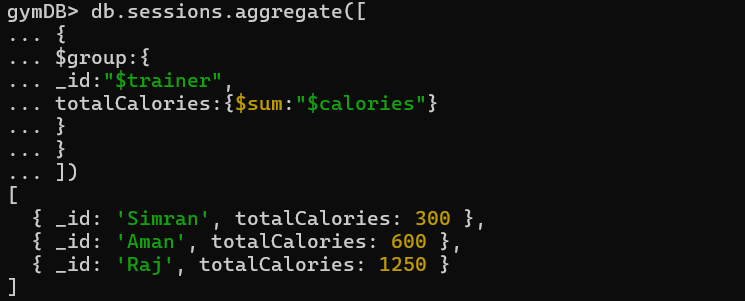 gymDB> db.sessions.aggregate([
... {
... $group:{
... _id:"$trainer",
... totalCalories:{$sum:"$calories"}
... }
... }
... ])
[
  { _id: 'Simran', totalCalories: 300 },
  { _id: 'Aman', totalCalories: 600 },
  { _id: 'Raj', totalCalories: 1250 }
]